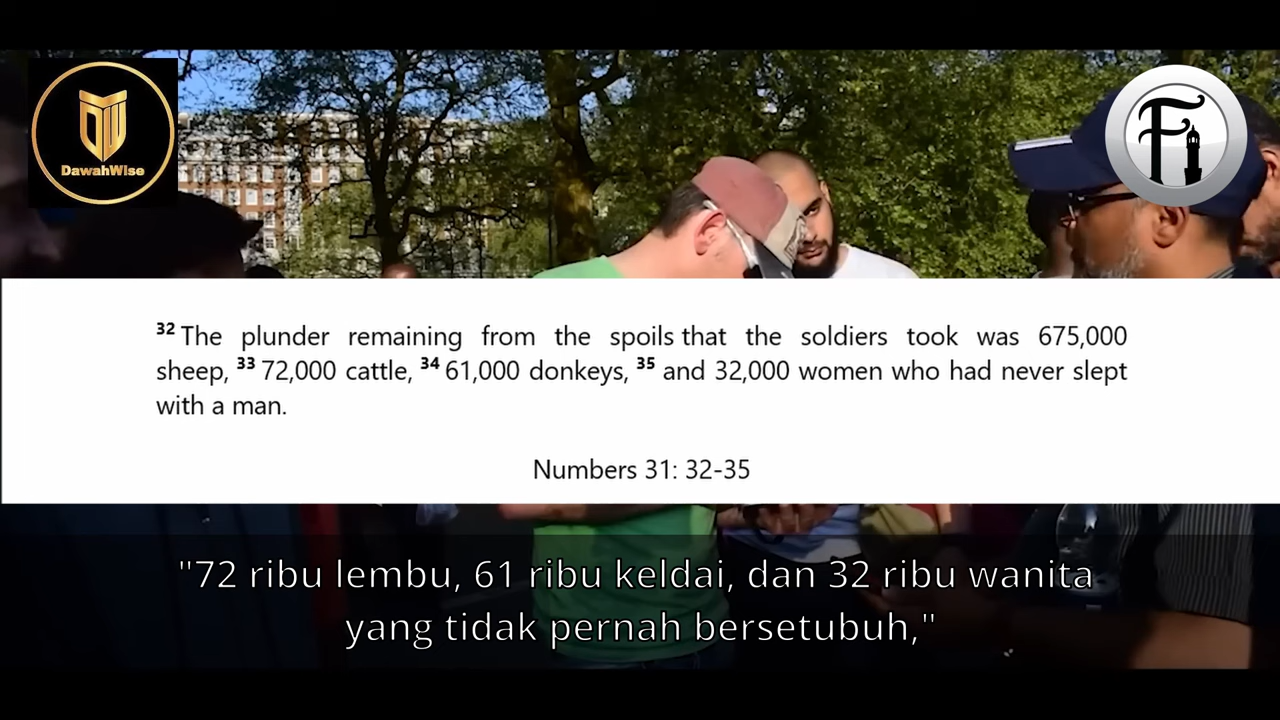 DawahWise
Fi
32 The plunder remaining from the spoils that the soldiers took was 675,000
sheep, 33 72,000 cattle, 34 61,000 donkeys, 35 and 32,000 women who had never slept
with a man.
Numbers 31: 32-35
"72 ribu lembu, 61 ribu keldai, dan 32 ribu wanita
yang tidak pernah bersetubuh,"